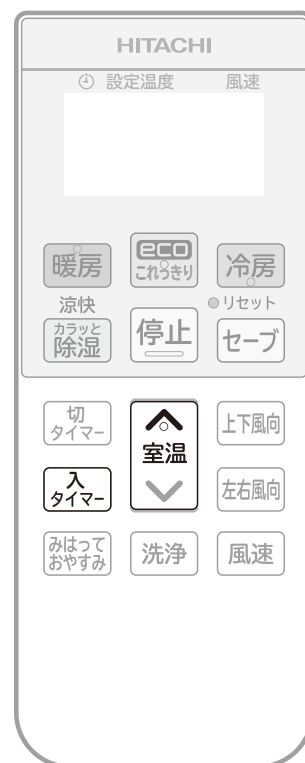 HITACHI
設定温度 風速
暖房 eco これっきり 冷房
涼快 リセット
カラッと 除湿 停止 セーブ
切タイマー 室温 上下風向
入タイマー 左右風向
みはっておやすみ 洗浄 風速